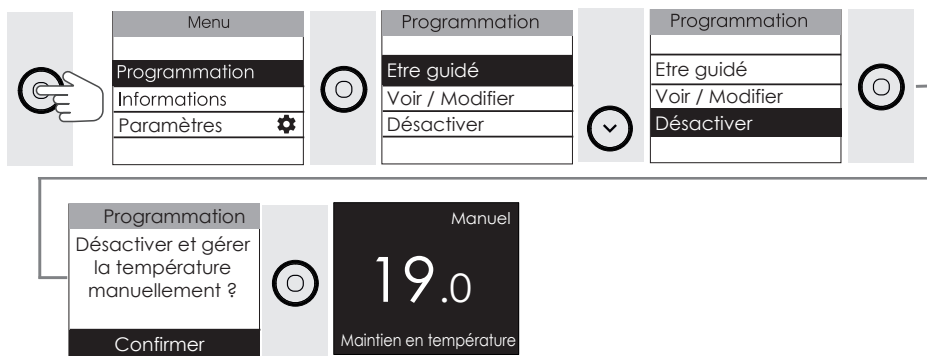 Menu
Programmation
Informations
Paramètres
Programmation
Etre guidé
Voir / Modifier
Désactiver
Programmation
Etre guidé
Voir / Modifier
Désactiver
Programmation
Désactiver et gérer
la température
manuellement ?
Confirmer
Manuel
19.0
Maintien en température